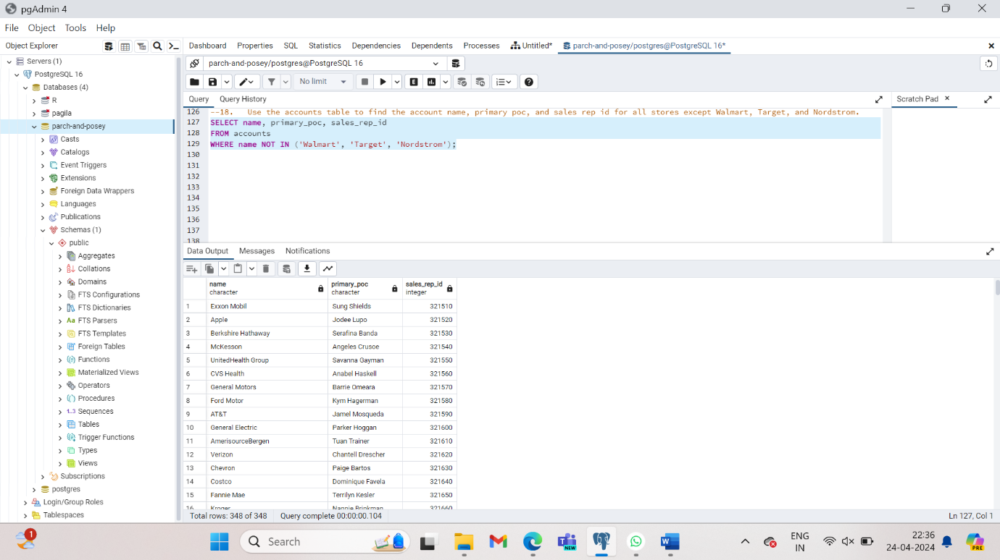 pgAdmin 4
File Object Tools Help
Object Explorer
Dashboard Properties SQL Statistics Dependencies Dependents Processes Untitled* parch-and-posey/postgres@PostgreSQL 16*
Servers (1)
PostgreSQL 16
Databases (4)
R
pagila
parch-and-posey
Casts
Catalogs
Event Triggers
Extensions
Foreign Data Wrappers
Languages
Publications
Schemas (1)
public
Aggregates
Collations
Domains
FTS Configurations
FTS Dictionaries
Aa FTS Parsers
FTS Templates
Foreign Tables
Functions
Materialized Views
Operators
Procedures
1..3 Sequences
Tables
Trigger Functions
Types
Views
Subscriptions
postgres
Login/Group Roles
Tablespaces
parch-and-posey/postgres@PostgreSQL 16
No limit
E
Query Query History
Scratch Pad
126 --18. Use the accounts table to find the account name, primary poc, and sales rep id for all stores except Walmart, Target, and Nordstrom.
127 SELECT name, primary_poc, sales_rep_id
128 FROM accounts
129 WHERE name NOT IN ('Walmart', 'Target', 'Nordstrom');
130
131
132
133
134
135
136
137
138
Data Output Messages Notifications
name primary_poc sales_rep_id
character character integer
1 Exxon Mobil Sung Shields 321510
2 Apple Jodee Lupo 321520
3 Berkshire Hathaway Serafina Banda 321530
4 McKesson Angeles Crusoe 321540
5 UnitedHealth Group Savanna Gayman 321550
6 CVS Health Anabel Haskell 321560
7 General Motors Barrie Omeara 321570
8 Ford Motor Kym Hagerman 321580
9 AT&T Jamel Mosqueda 321590
10 General Electric Parker Hoggan 321600
11 AmerisourceBergen Tuan Trainer 321610
12 Verizon Chantell Drescher 321620
13 Chevron Paige Bartos 321630
14 Costco Dominique Favela 321640
15 Fannie Mae Terrilyn Kesler 321650
16 Kroger Nannie Brinkman 321660
Total rows: 348 of 348 Query complete 00:00:00.104 Ln 127, Col 1
1
Search
NEW
W
ENG
IN
22:36
24-04-2024
PRE